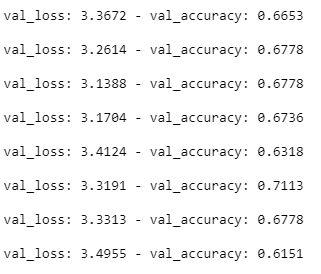 val_loss: 3.3672 - val_accuracy: 0.6653
val_loss: 3.2614 - val_accuracy: 0.6778
val_loss: 3.1388 - val_accuracy: 0.6778
val_loss: 3.1704 - val_accuracy: 0.6736
val_loss: 3.4124 - val_accuracy: 0.6318
val_loss: 3.3191 - val_accuracy: 0.7113
val_loss: 3.3313 - val_accuracy: 0.6778
val_loss: 3.4955 - val_accuracy: 0.6151